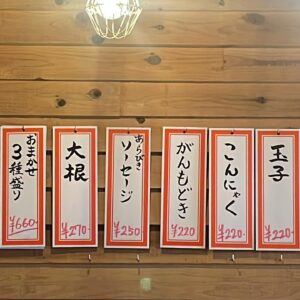 おまかせ
3種盛り
¥660-
大根
¥270-
あらびき
ソーセージ
¥250-
がんもどき
¥220
こんにゃく
¥220-
玉子
¥220-